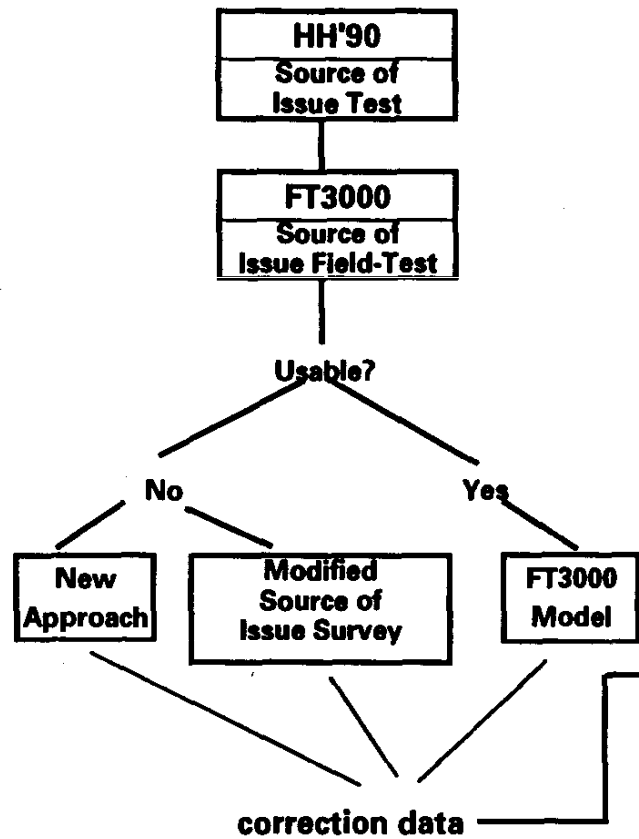 HH'90
Source of
Issue Test
FT3000
Source of
Issue Field-Test
Usable?
No
Yes
New
Approach
Modified
Source of
Issue Survey
FT3000
Model
correction data